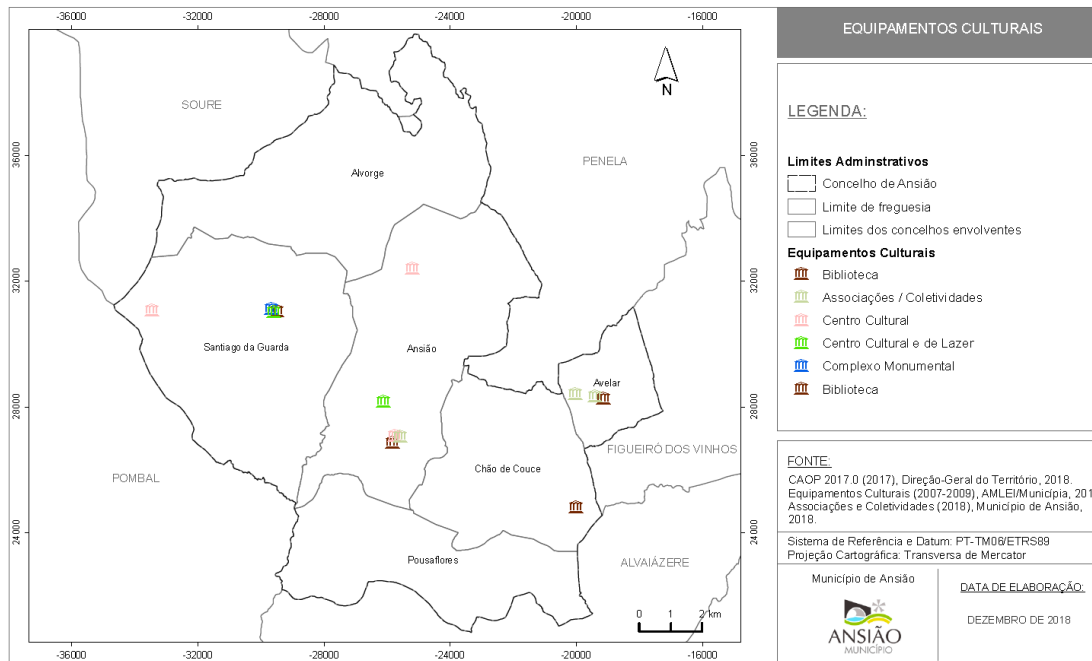 -36000 -32000 -28000 -24000 -20000 -16000
EQUIPAMENTOS CULTURAIS
N
SOURE
LEGENDA:
36000
36000
PENELA
Limites Adminstrativos
Alvorge
Concelho de Ansião
Limite de freguesia
Limites dos concelhos envolventes
Equipamentos Culturais
Biblioteca
32000
32000
Associações / Coletividades
Centro Cultural
Santiago da Guarda
Ansião
Centro Cultural e de Lazer
Complexo Monumental
Avelar
Biblioteca
28000
28000
FIGUEIRÓ DOS VINHOS
POMBAL
Chão de Couce
FONTE:
CAOP 2017.0 (2017), Direção-Geral do Território, 2018.
Equipamentos Culturais (2007-2009), AMLEI/Municípia, 201
Associações e Coletividades (2018), Município de Ansião,
2018.
24000
24000
Sistema de Referência e Datum: PT-TM06/ETRS89
Projeção Cartográfica: Transversa de Mercator
Pousaflores
ALVAIÁZERE
Município de Ansião
DATA DE ELABORAÇÃO:
0 1 2 km
DEZEMBRO DE 2018
ANSIÃO
MUNICÍPIO
-36000 -32000 -28000 -24000 -20000 -16000